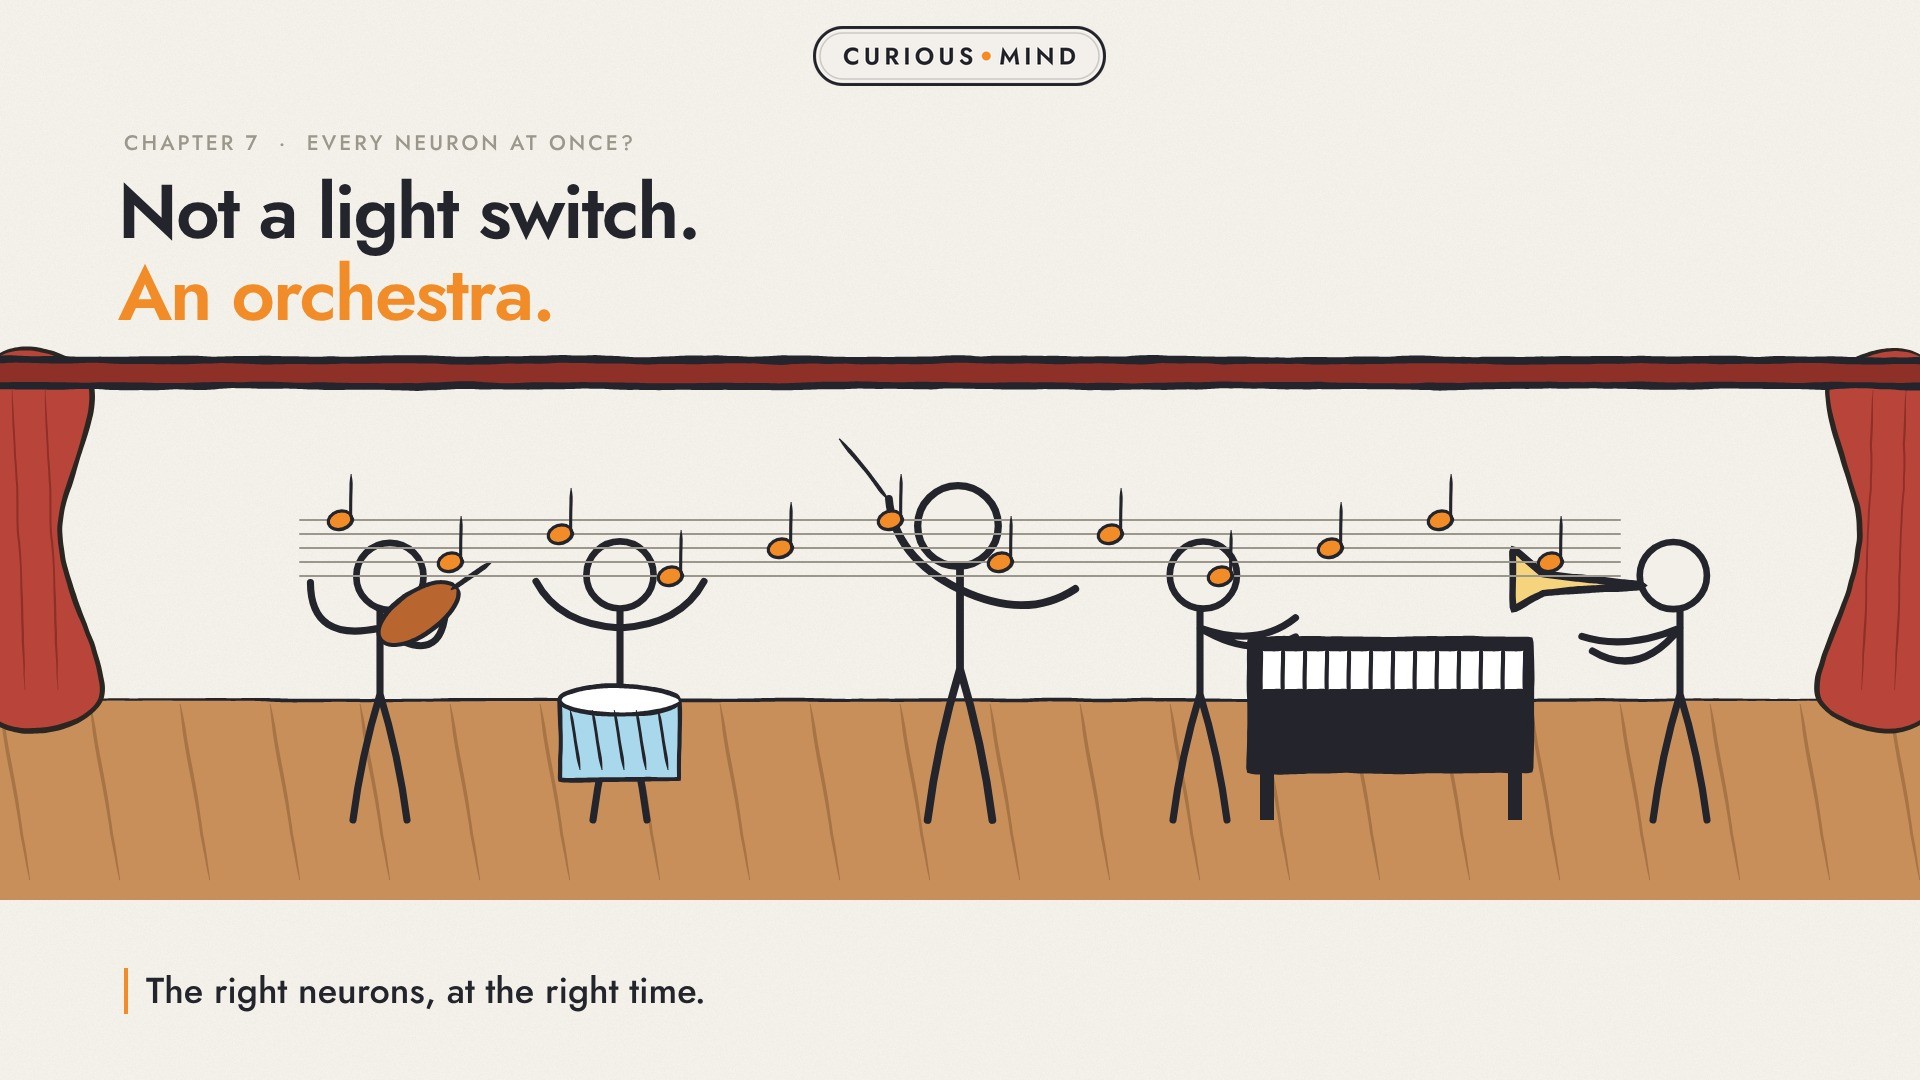 CURIOUS•MIND
CHAPTER 7 · EVERY NEURON AT ONCE?
Not a light switch.
An orchestra.
The right neurons, at the right time.